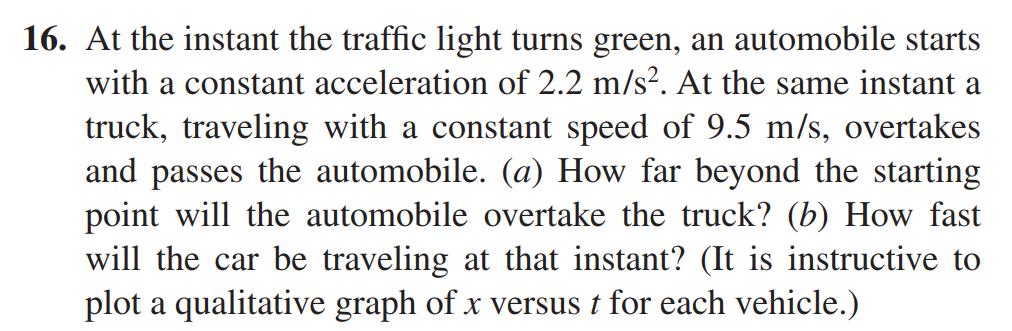 16. At the instant the traffic light turns green, an automobile starts
with a constant acceleration of 2.2 m/s². At the same instant a
truck, traveling with a constant speed of 9.5 m/s, overtakes
and passes the automobile. (a) How far beyond the starting
point will the automobile overtake the truck? (b) How fast
will the car be traveling at that instant? (It is instructive to
plot a qualitative graph of x versus t for each vehicle.)